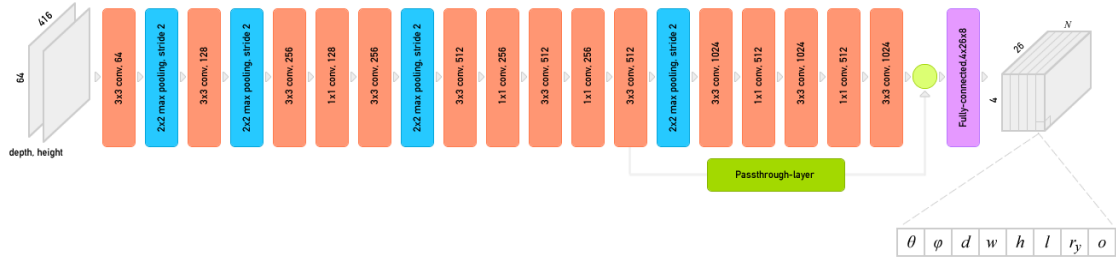 416
64
depth, height
3x3 conv, 64
2x2 max pooling, stride 2
3x3 conv, 128
2x2 max pooling, stride 2
3x3 conv, 256
1x1 conv, 128
3x3 conv, 256
2x2 max pooling, stride 2
3x3 conv, 512
1x1 conv, 256
3x3 conv, 512
1x1 conv, 256
3x3 conv, 512
2x2 max pooling, stride 2
3x3 conv, 1024
1x1 conv, 512
3x3 conv, 1024
1x1 conv, 512
3x3 conv, 1024
Passthrough-layer
Fully-connected,4x26x8
N
26
4
θ φ d w h l r_y o